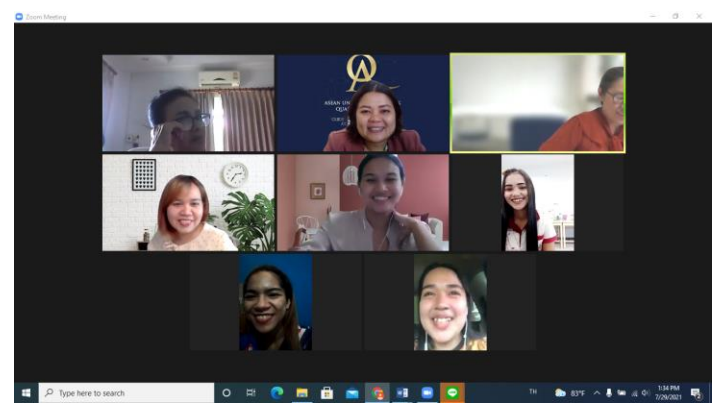 Zoom Meeting
Type here to search
TH
83°F
1:34 PM
7/29/2021